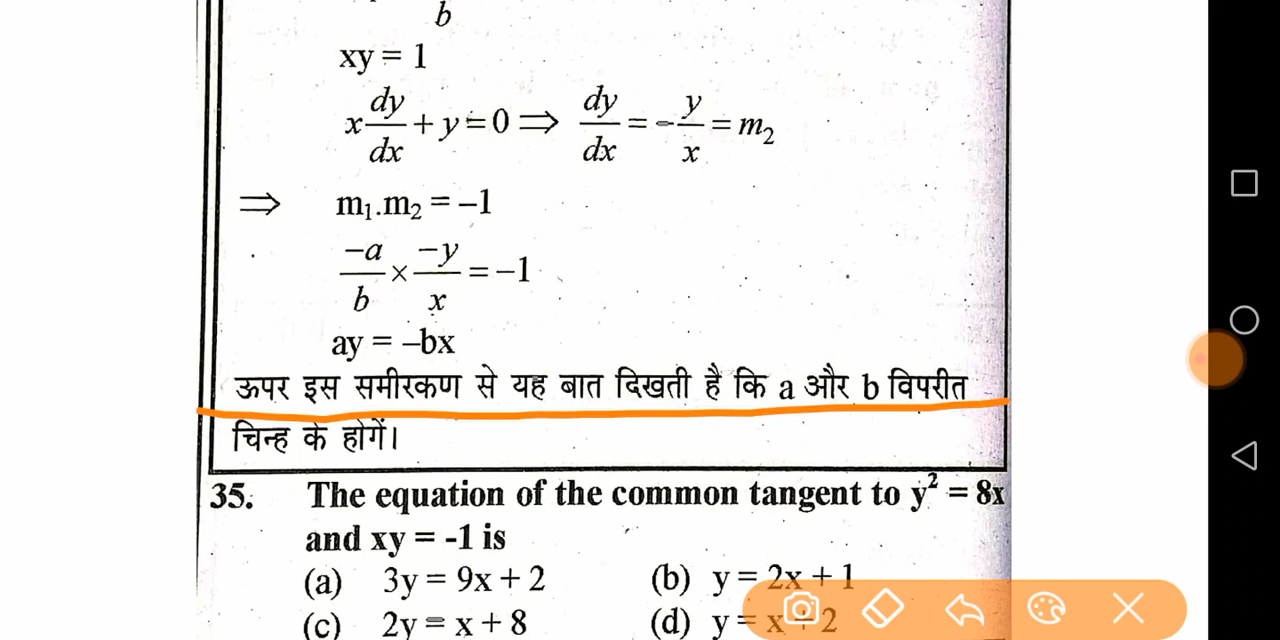 b
xy = 1
x dy/dx + y = 0 ⇒ dy/dx = - y/x = m₂
⇒ m₁.m₂ = –1
–a/b × –y/x = –1
ay = –bx
ऊपर इस समीरकण से यह बात दिखती है कि a और b विपरीत
चिन्ह के होगें।
35. The equation of the common tangent to y² = 8x
and xy = -1 is
(a) 3y = 9x + 2 (b) y = 2x + 1
(c) 2y = x + 8 (d) y = x + 2